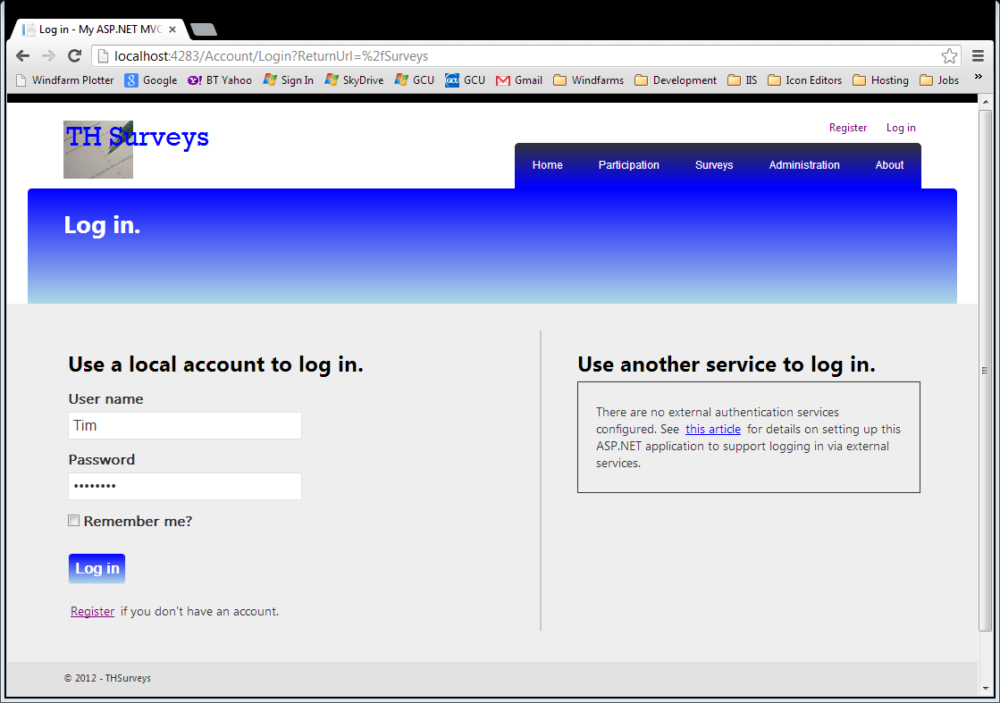 Log in - My ASP.NET MVC
localhost:4283/Account/Login?ReturnUrl=%2fSurveys
Windfarm Plotter Google BT Yahoo Sign In SkyDrive GCU GCU Gmail Windfarms Development IIS Icon Editors Hosting Jobs »
TH Surveys
Register Log in
Home Participation Surveys Administration About
Log in.
Use a local account to log in.
User name
Tim
Password
••••••••
Remember me?
Log in
Register if you don't have an account.
Use another service to log in.
There are no external authentication services
configured. See this article for details on setting up this
ASP.NET application to support logging in via external
services.
© 2012 - THSurveys